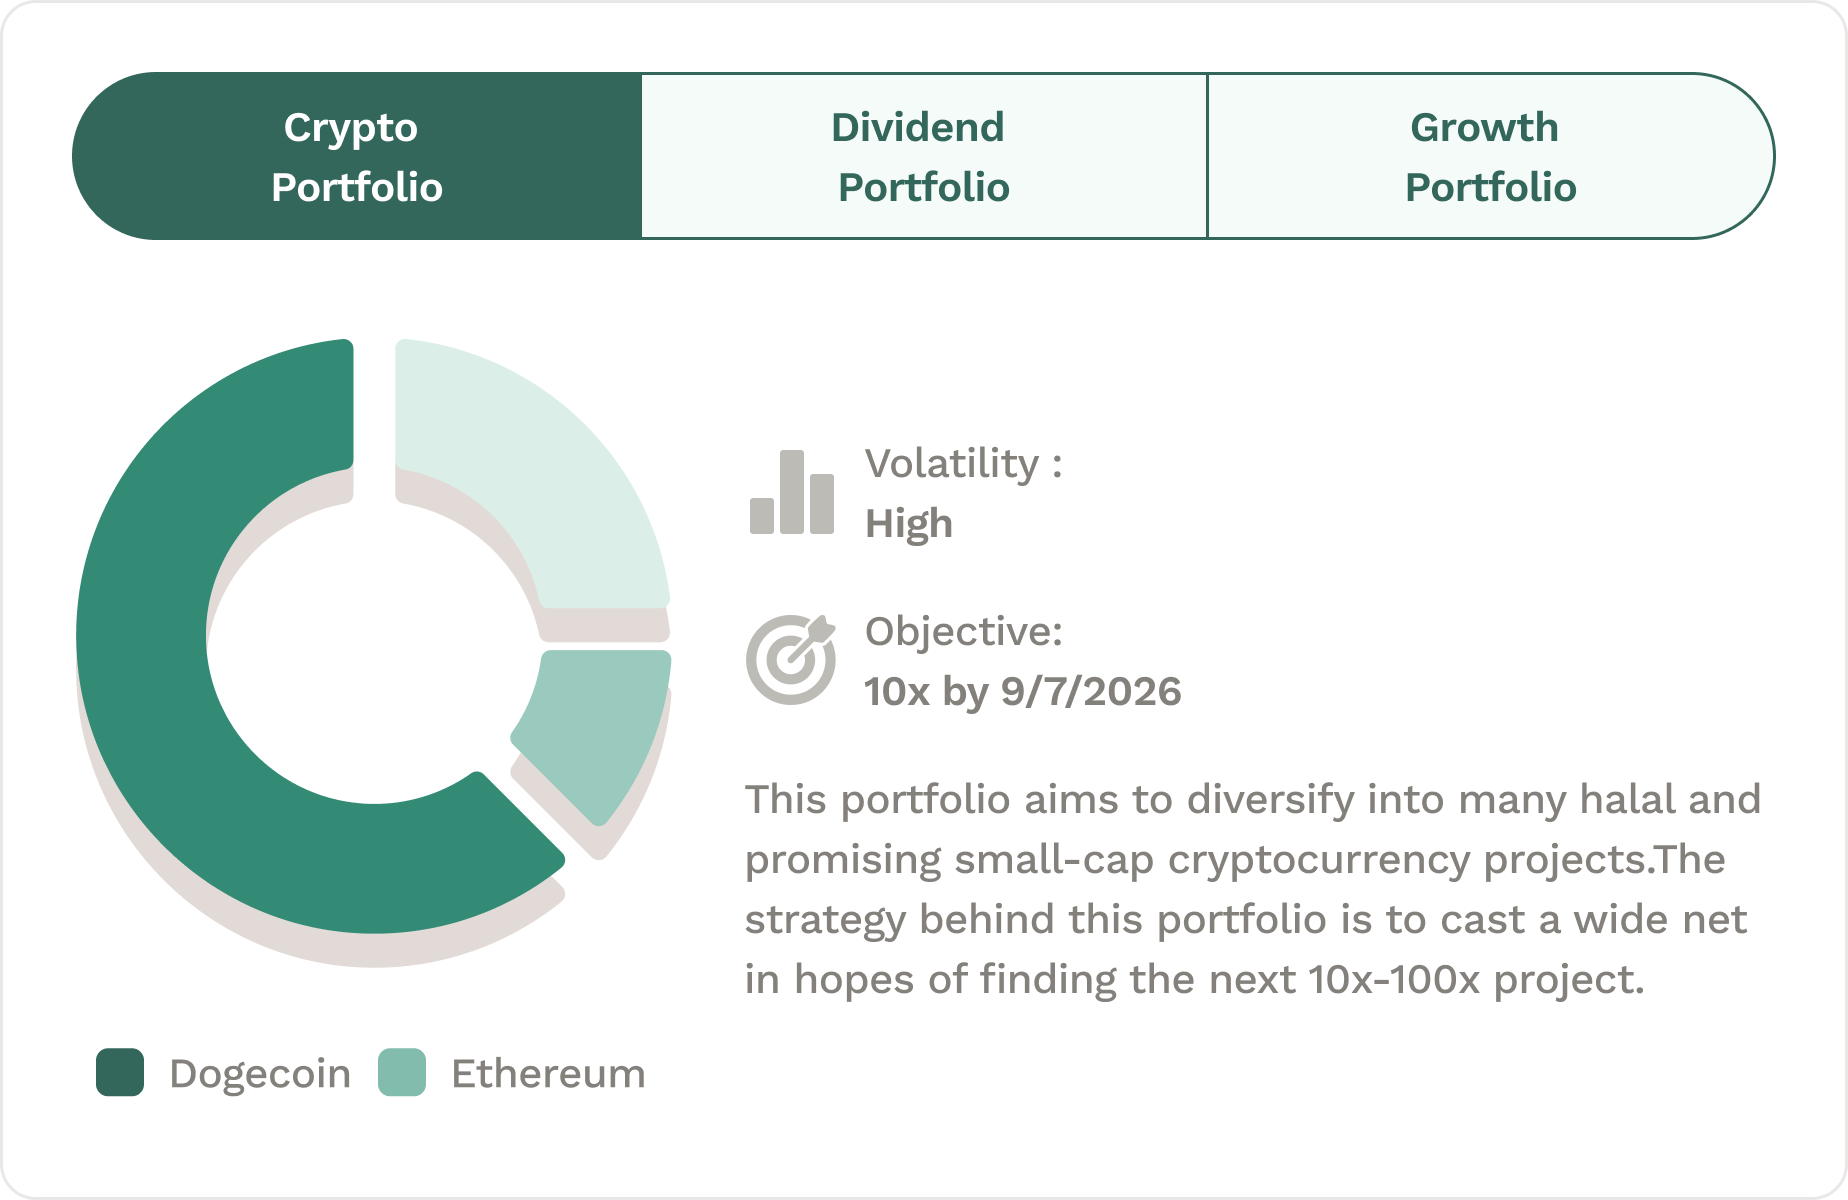 Crypto
Portfolio
Dividend
Portfolio
Growth
Portfolio
Volatility :
High
Objective:
10x by 9/7/2026
This portfolio aims to diversify into many halal and
promising small-cap cryptocurrency projects.The
strategy behind this portfolio is to cast a wide net
in hopes of finding the next 10x-100x project.
Dogecoin
Ethereum